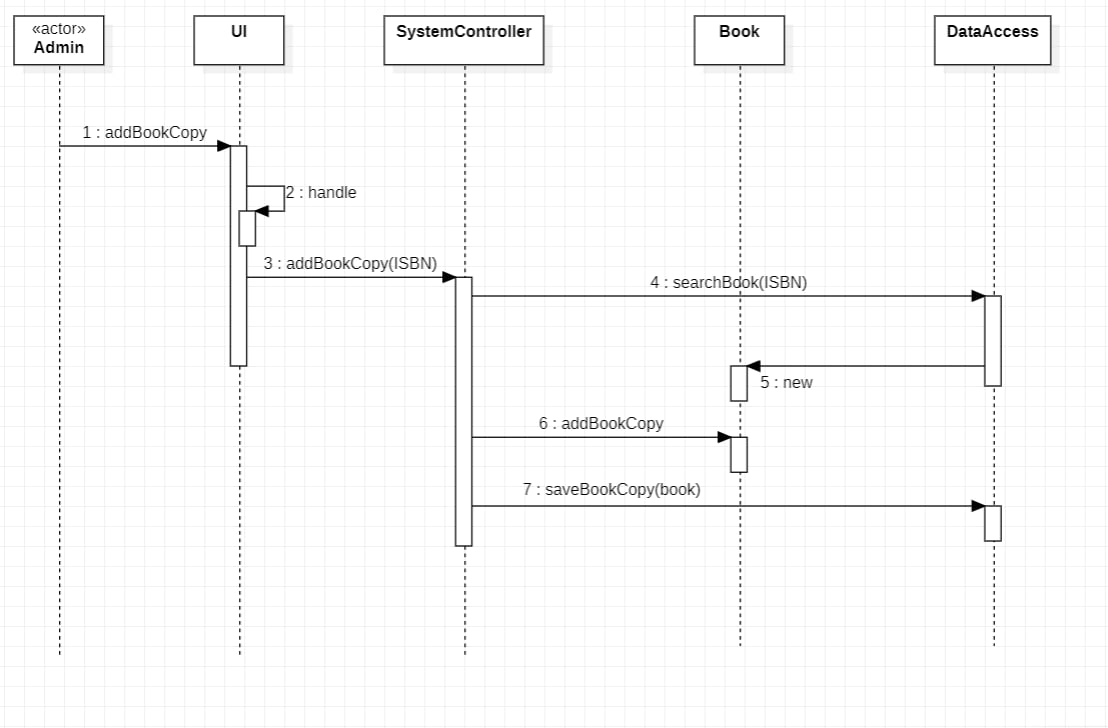 «actor»
Admin
UI
SystemController
Book
DataAccess
1 : addBookCopy
2 : handle
3 : addBookCopy(ISBN)
4 : searchBook(ISBN)
5 : new
6 : addBookCopy
7 : saveBookCopy(book)